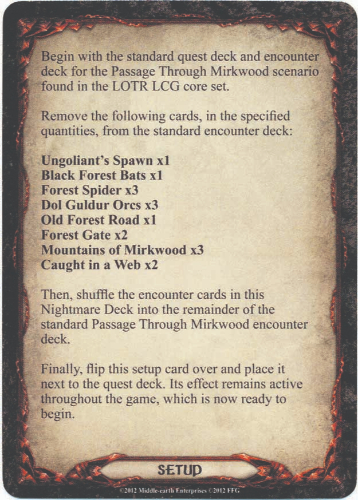 Begin with the standard quest deck and encounter
deck for the Passage Through Mirkwood scenario
found in the LOTR LCG core set.
Remove the following cards, in the specified
quantities, from the standard encounter deck:
Ungoliant's Spawn x1
Black Forest Bats x1
Forest Spider x3
Dol Guldur Orcs x3
Old Forest Road x1
Forest Gate x2
Mountains of Mirkwood x3
Caught in a Web x2
Then, shuffle the encounter cards in this
Nightmare Deck into the remainder of the
standard Passage Through Mirkwood encounter
deck.
Finally, flip this setup card over and place it
next to the quest deck. Its effect remains active
throughout the game, which is now ready to
begin.
SETUP
©2012 Middle-earth Enterprises ©2012 FFG